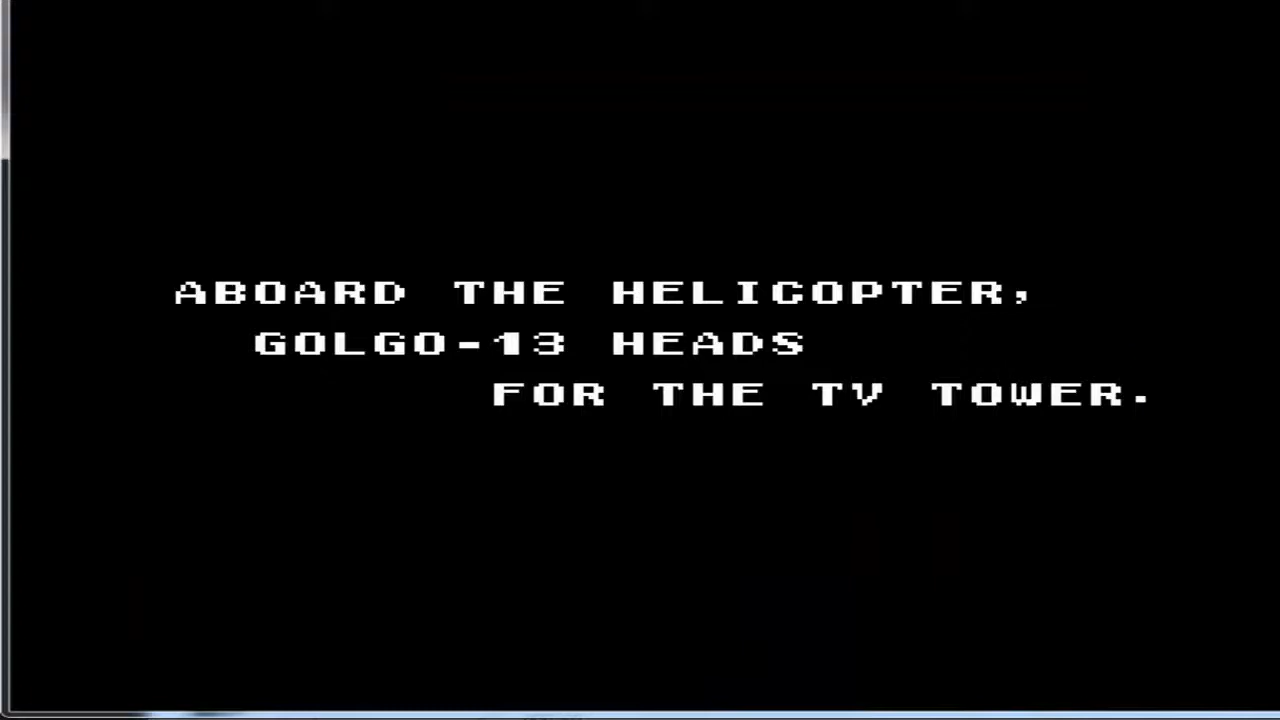 ABOARD THE HELICOPTER,
GOLGO-13 HEADS
FOR THE TV TOWER.